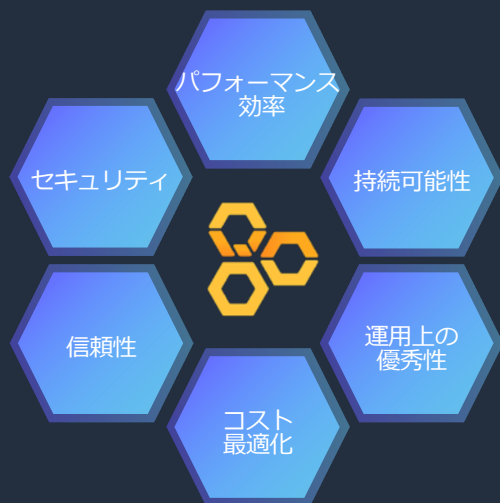 パフォーマンス
効率
セキュリティ
持続可能性
信頼性
運用上の
優秀性
コスト
最適化